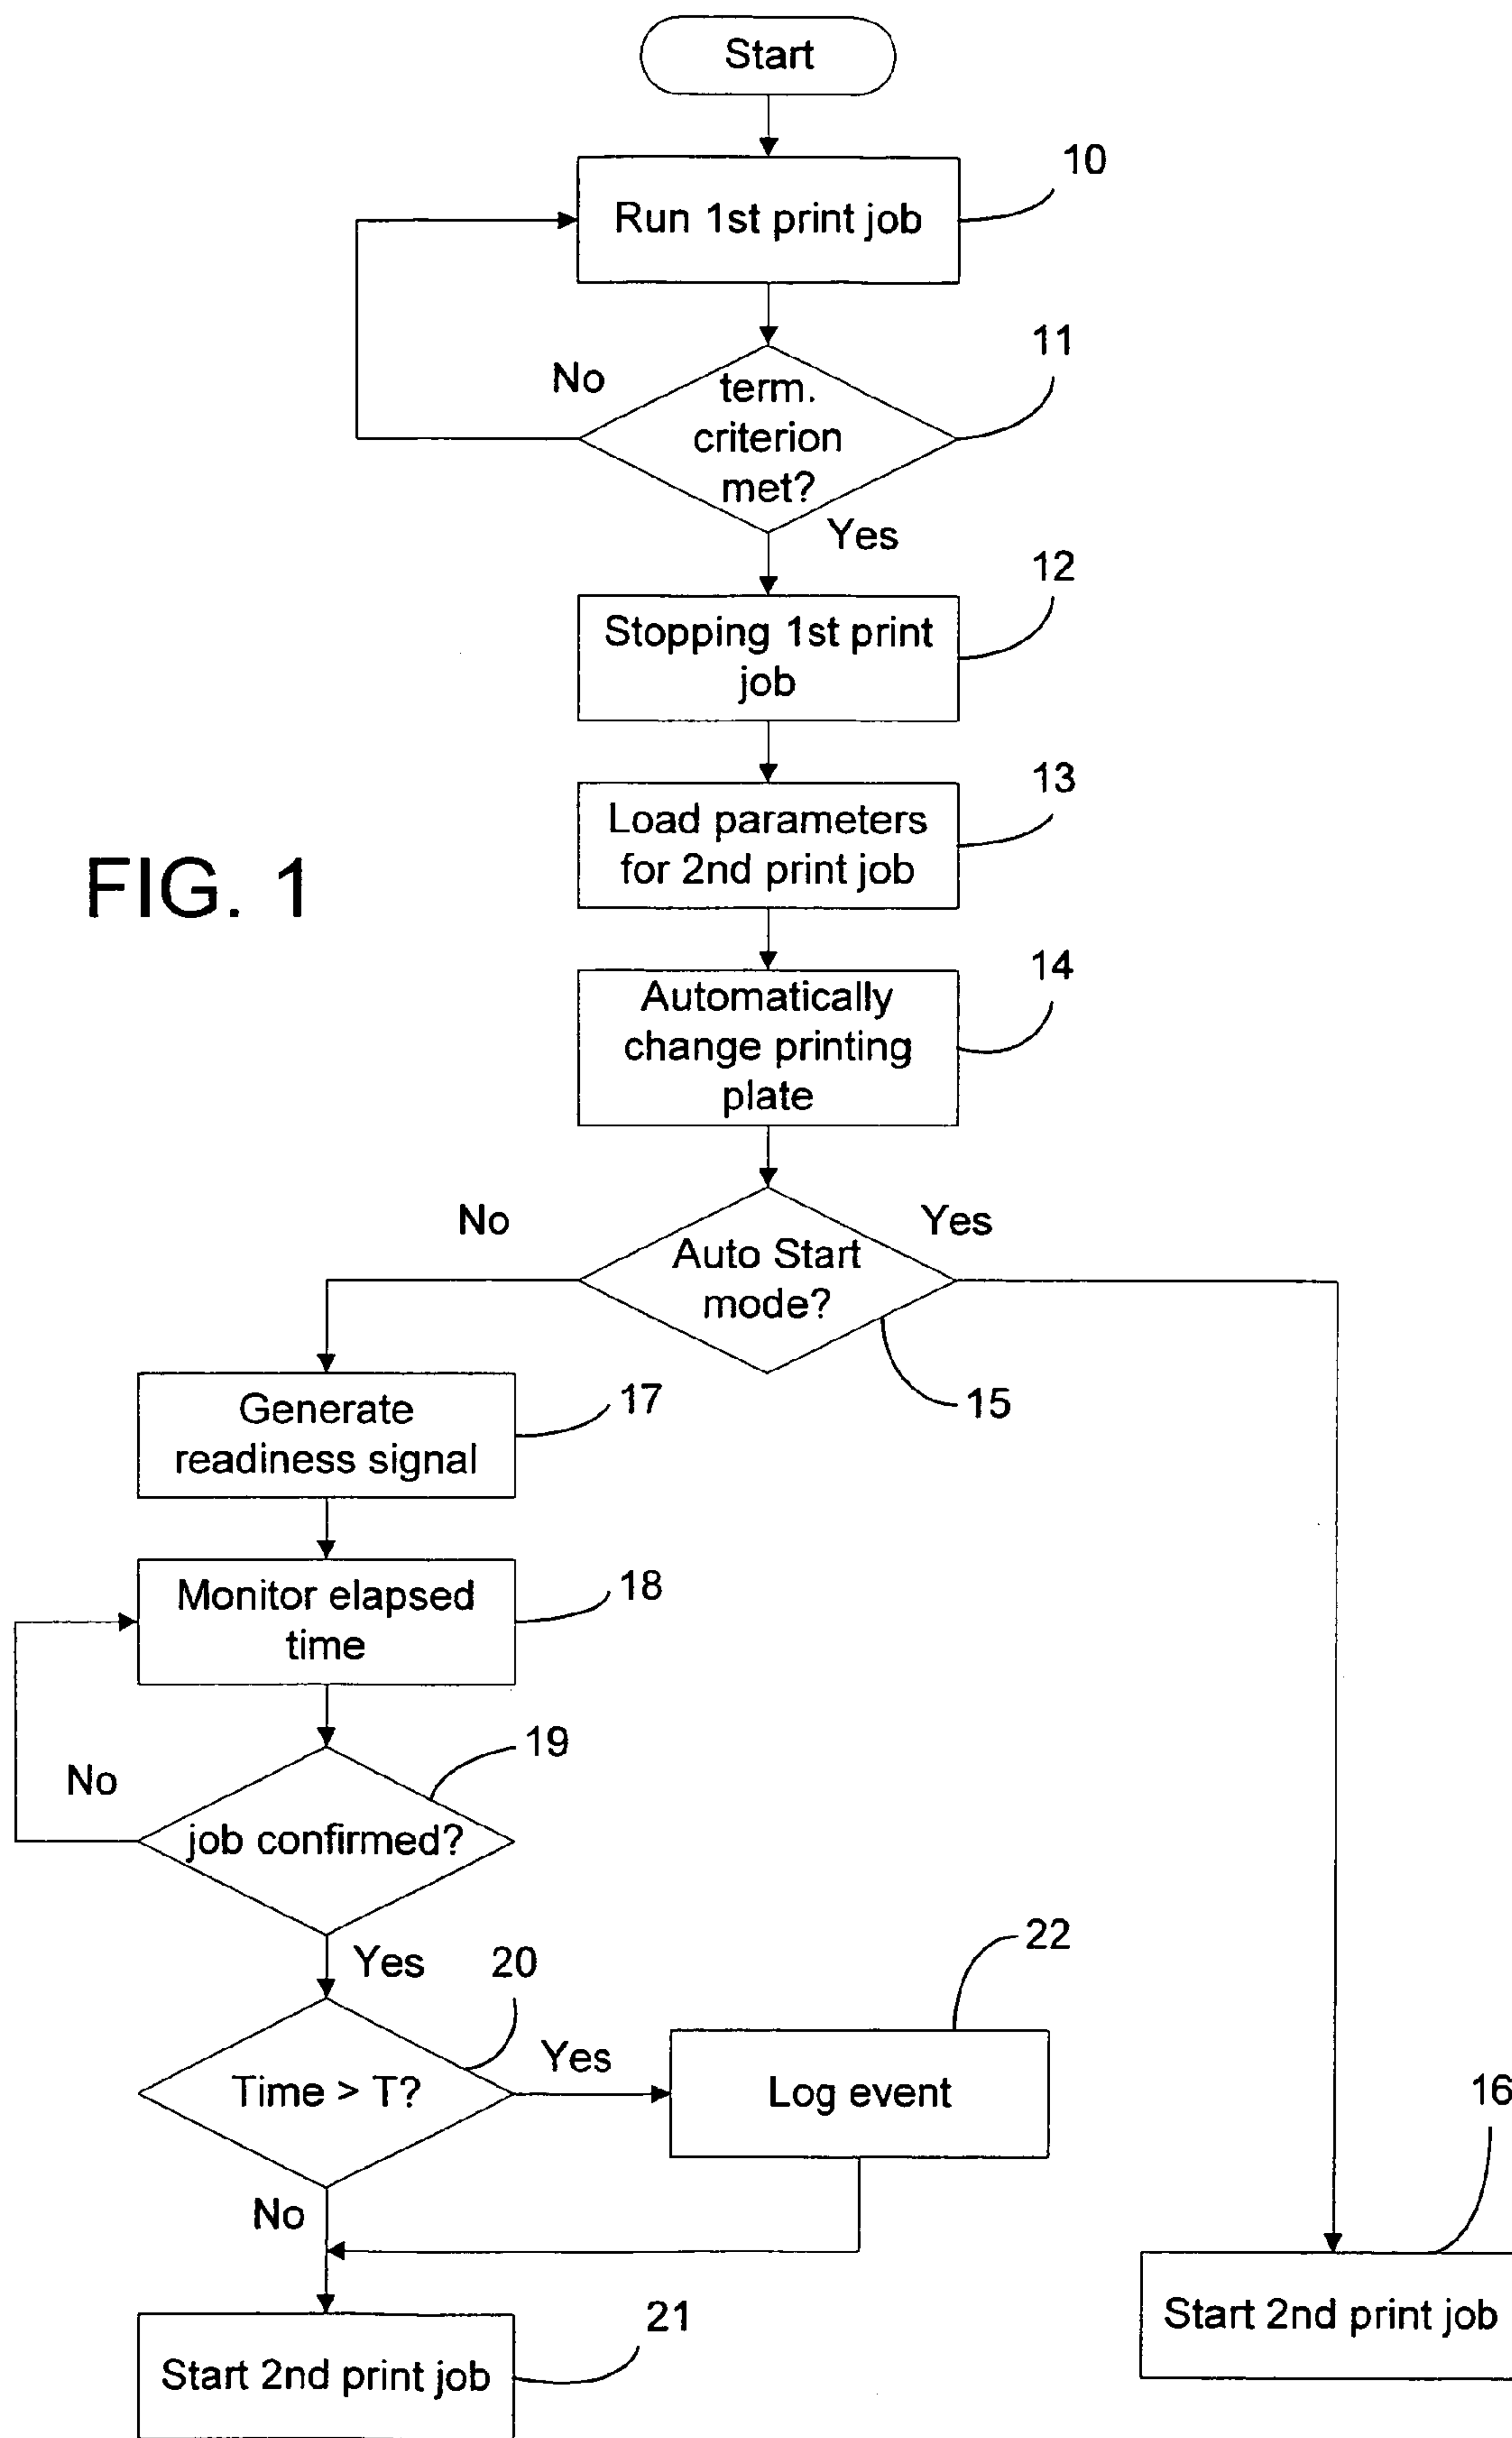 Start
Run 1st print job
10
No
term.
criterion
met?
11
Yes
Stopping 1st print
job
12
Load parameters
for 2nd print job
13
FIG. 1
Automatically
change printing
plate
14
No
Auto Start
mode?
Yes
15
Generate
readiness signal
17
Monitor elapsed
time
18
No
job confirmed?
19
Yes
20
Time > T?
Yes
Log event
22
No
16
Start 2nd print job
21
Start 2nd print job